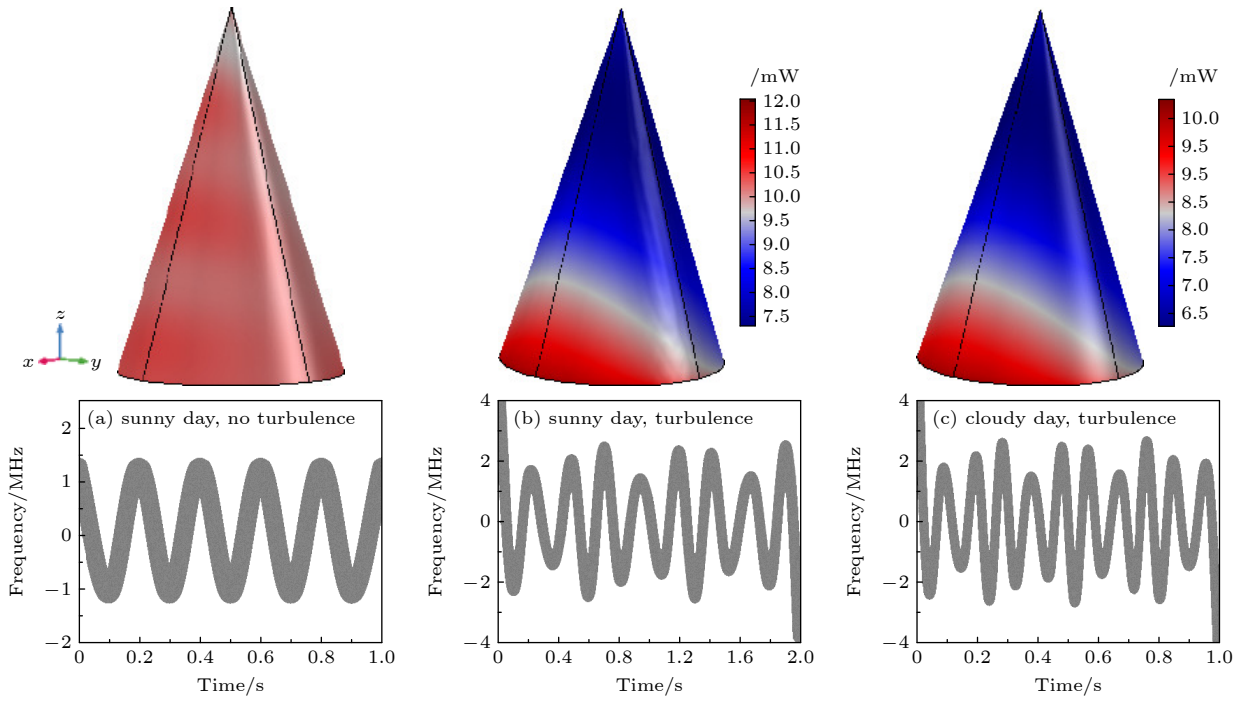 /mW
12.0
11.5
11.0
10.5
10.0
9.5
9.0
8.5
8.0
7.5
/mW
10.0
9.5
9.0
8.5
8.0
7.5
7.0
6.5
z
x
y
(a) sunny day, no turbulence
2
1
0
−1
−2
Frequency/MHz
0 0.2 0.4 0.6 0.8 1.0
Time/s
(b) sunny day, turbulence
4
2
0
−2
−4
Frequency/MHz
0 0.4 0.8 1.2 1.6 2.0
Time/s
(c) cloudy day, turbulence
4
2
0
−2
−4
Frequency/MHz
0 0.2 0.4 0.6 0.8 1.0
Time/s